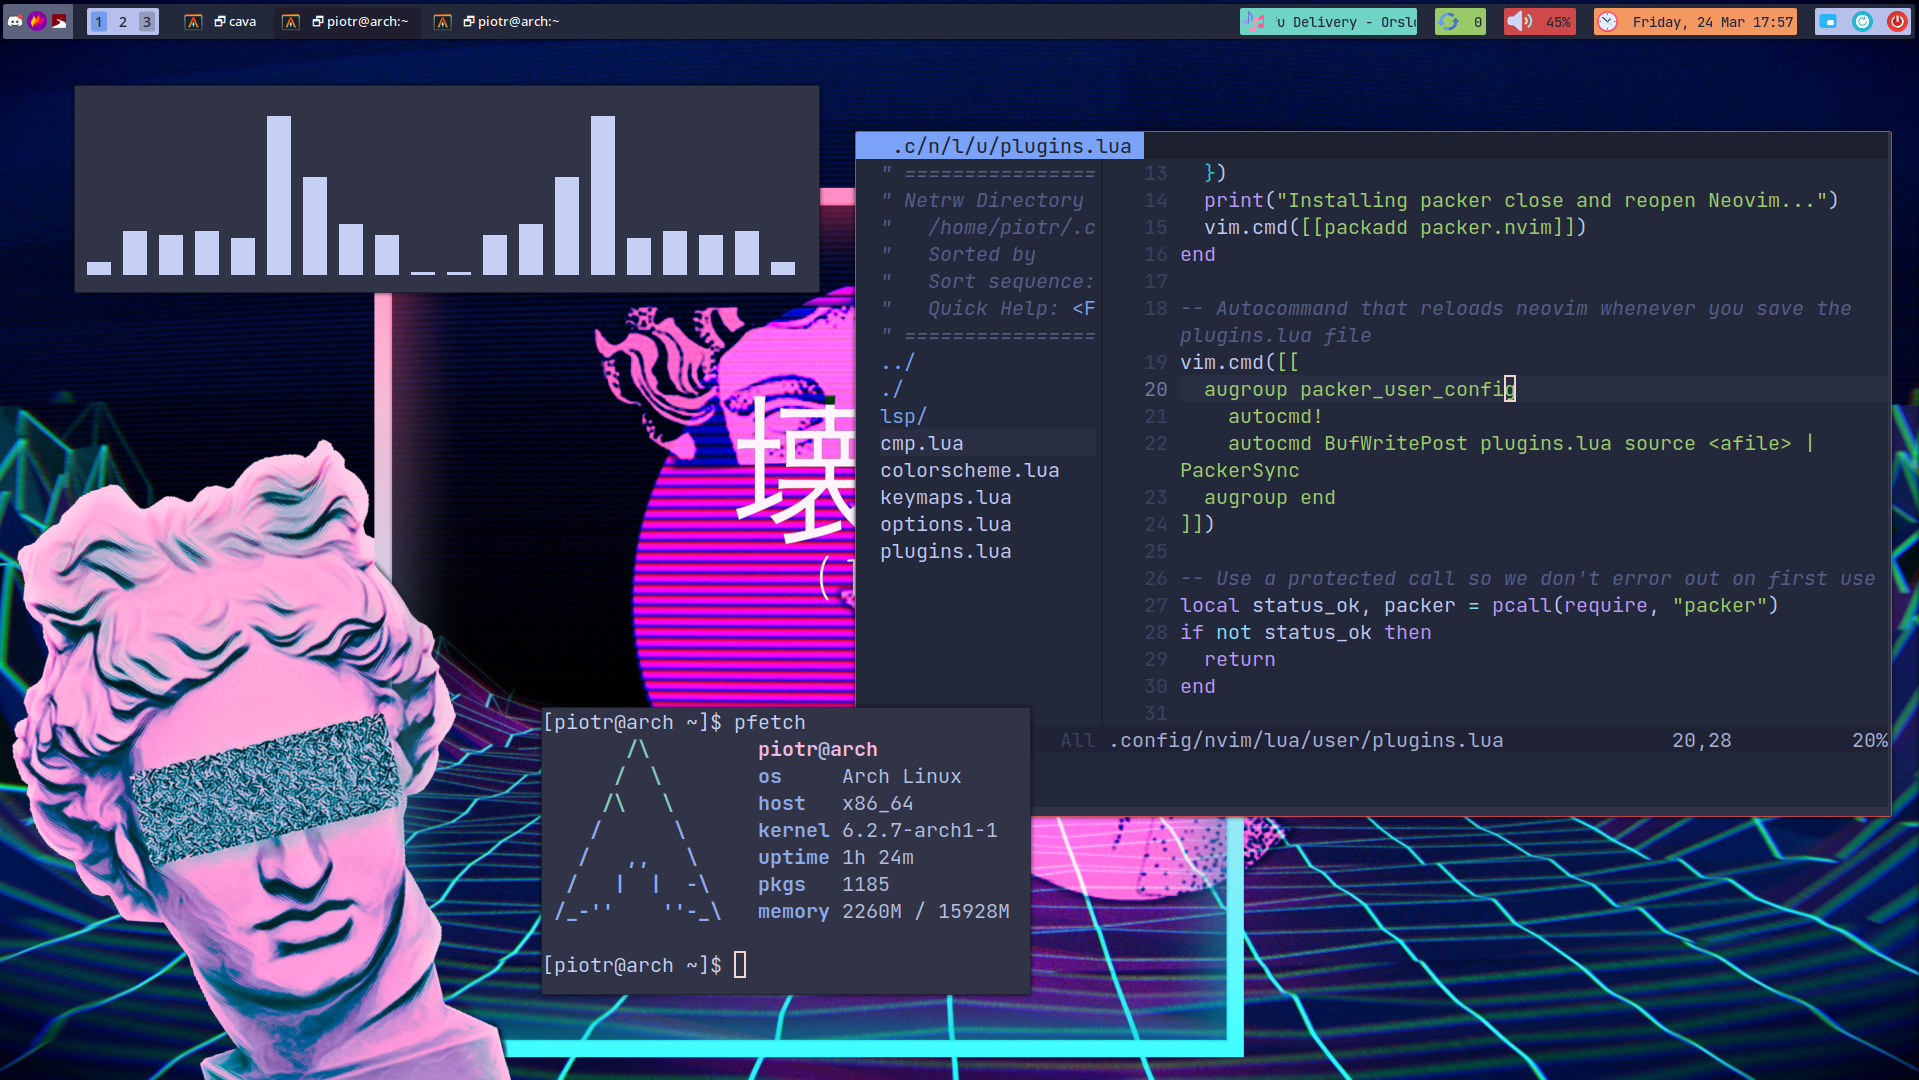 1 2 3 cava piotr@arch:~ piotr@arch:~
u Delivery - Orslo 0 45% Friday, 24 Mar 17:57
.c/n/l/u/plugins.lua
" ================
" Netrw Directory
" /home/piotr/.c
" Sorted by
" Sort sequence:
" Quick Help: <F
" ================
../
./
lsp/
cmp.lua
colorscheme.lua
keymaps.lua
options.lua
plugins.lua
13 })
14 print("Installing packer close and reopen Neovim...")
15 vim.cmd([[packadd packer.nvim]])
16 end
17
18 -- Autocommand that reloads neovim whenever you save the
plugins.lua file
19 vim.cmd([[
20 augroup packer_user_config
21 autocmd!
22 autocmd BufWritePost plugins.lua source <afile> |
PackerSync
23 augroup end
24 ]])
25
26 -- Use a protected call so we don't error out on first use
27 local status_ok, packer = pcall(require, "packer")
28 if not status_ok then
29 return
30 end
31
All .config/nvim/lua/user/plugins.lua 20,28 20%
壊
[piotr@arch ~]$ pfetch
piotr@arch
os Arch Linux
host x86_64
kernel 6.2.7-arch1-1
uptime 1h 24m
pkgs 1185
memory 2260M / 15928M
[piotr@arch ~]$